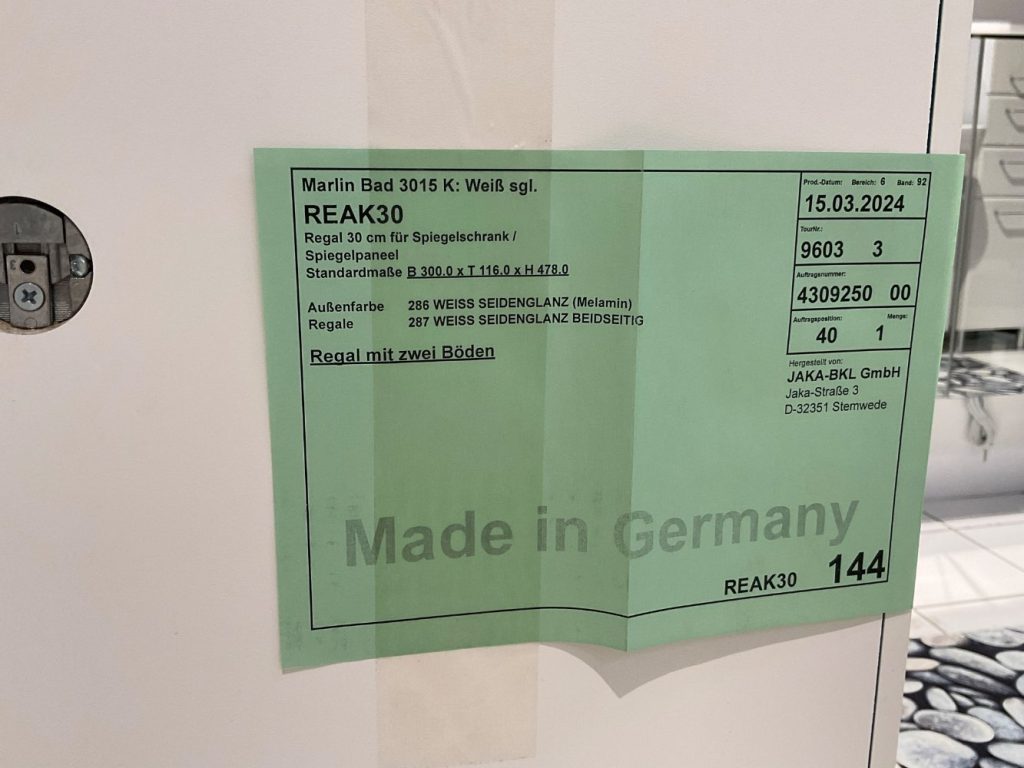 Marlin Bad 3015 K: Weiß sgl.
REAK30
Regal 30 cm für Spiegelschrank /
Spiegelpaneel
Standardmaße B 300.0 x T 116.0 x H 478.0
Außenfarbe 286 WEISS SEIDENGLANZ (Melamin)
Regale 287 WEISS SEIDENGLANZ BEIDSEITIG
Regal mit zwei Böden
Prod.-Datum: Bereich: 6 Band: 92
15.03.2024
TourNr.:
9603 3
Auftragsnummer:
4309250 00
Auftragsposition: Menge:
40 1
Hergestellt von:
JAKA-BKL GmbH
Jaka-Straße 3
D-32351 Stemwede
Made in Germany
REAK30 144